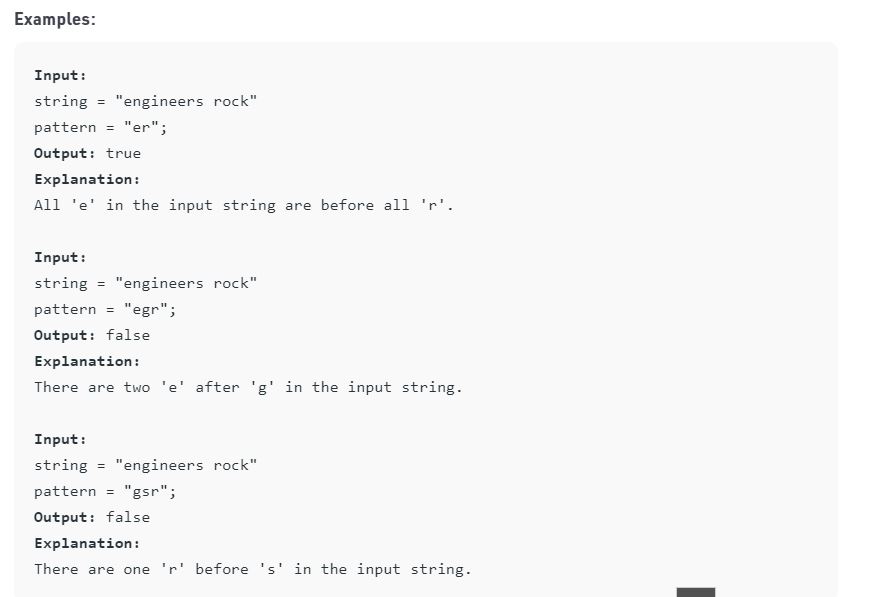 Examples:
Input:
string = "engineers rock"
pattern = "er";
Output: true
Explanation:
All 'e' in the input string are before all 'r'.
Input:
string = "engineers rock"
pattern = "egr";
Output: false
Explanation:
There are two 'e' after 'g' in the input string.
Input:
string = "engineers rock"
pattern = "gsr";
Output: false
Explanation:
There are one 'r' before 's' in the input string.